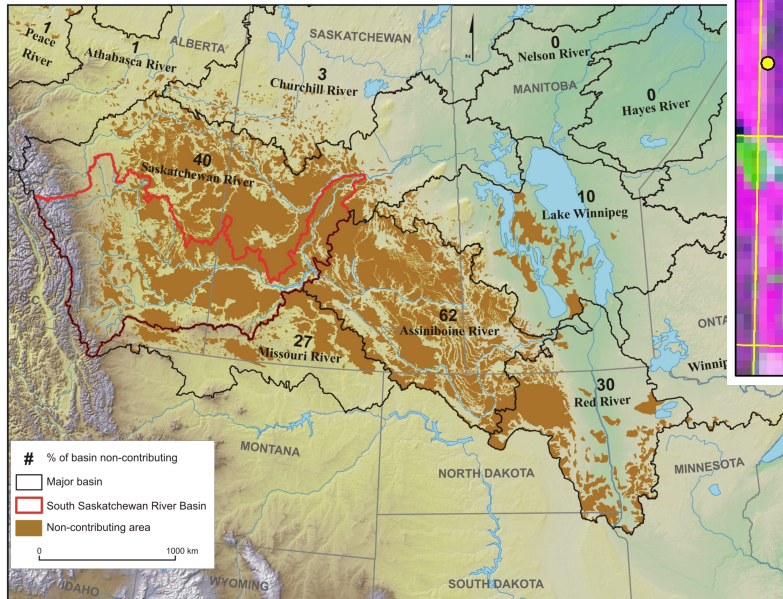 1
Peace
River
1
Athabasca River
ALBERTA
SASKATCHEWAN
N
3
Churchill River
0
Nelson River
MANITOBA
0
Hayes River
40
Saskatchewan River
10
Lake Winnipeg
62
Assiniboine River
27
Missouri River
30
Red River
B.C.
ONTA
Winnip
# % of basin non-contributing
Major basin
South Saskatchewan River Basin
Non-contributing area
0 1000 km
MONTANA
NORTH DAKOTA
MINNESOTA
IDAHO
WYOMING
SOUTH DAKOTA